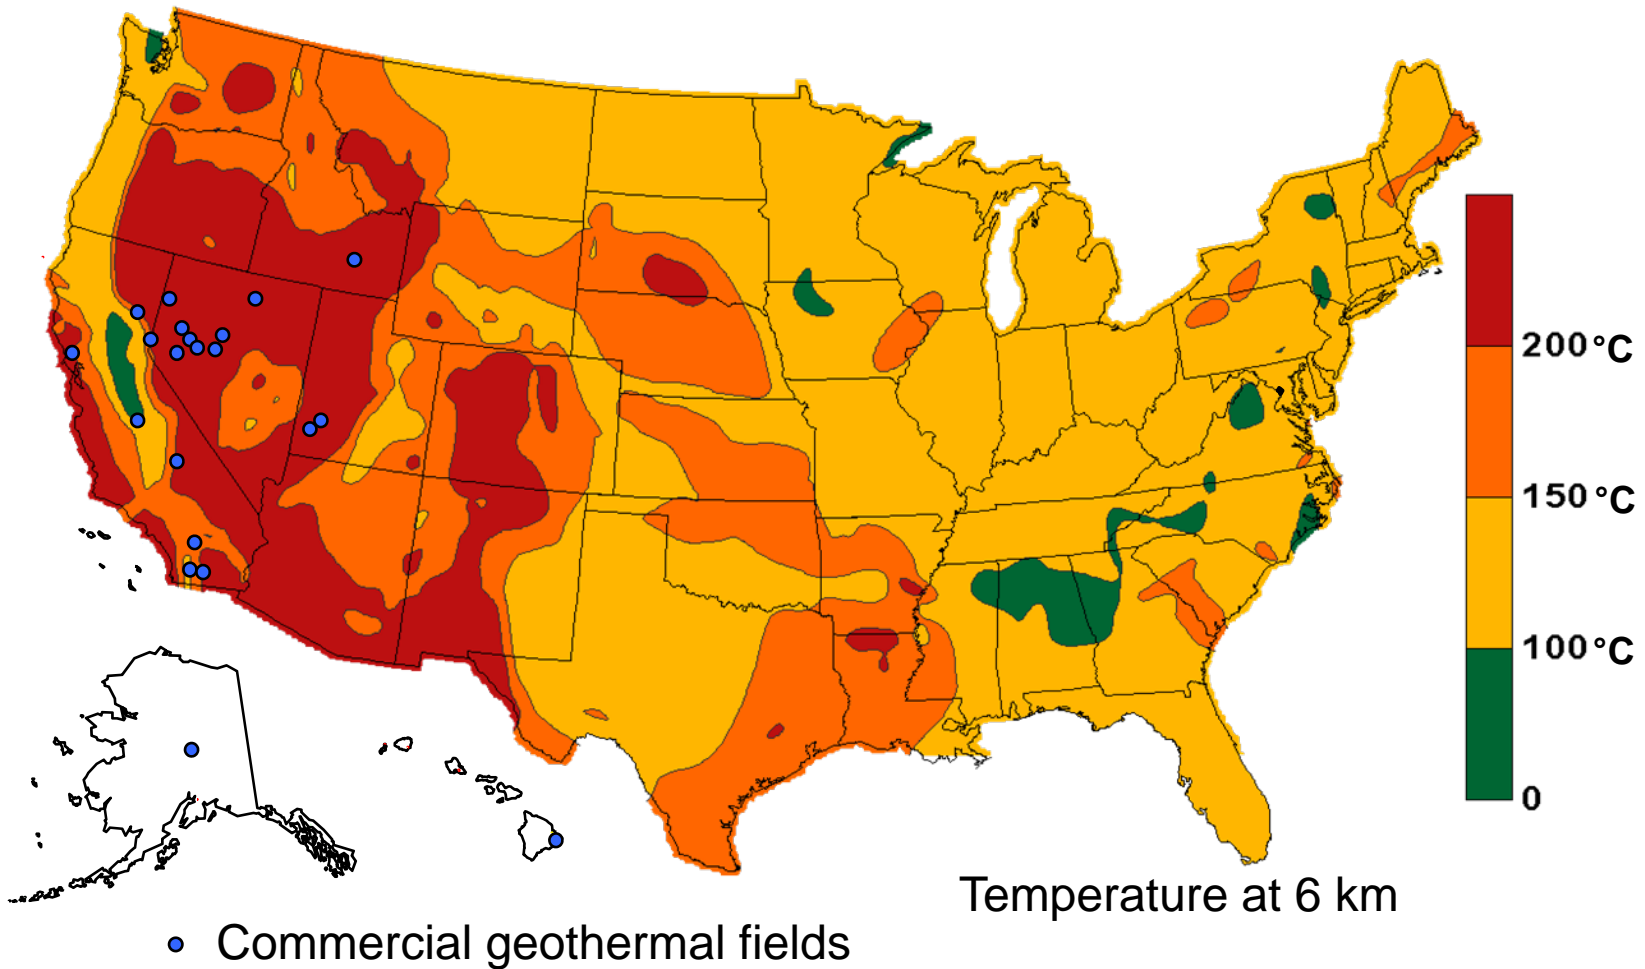 200°C
150°C
100°C
0
Temperature at 6 km
Commercial geothermal fields